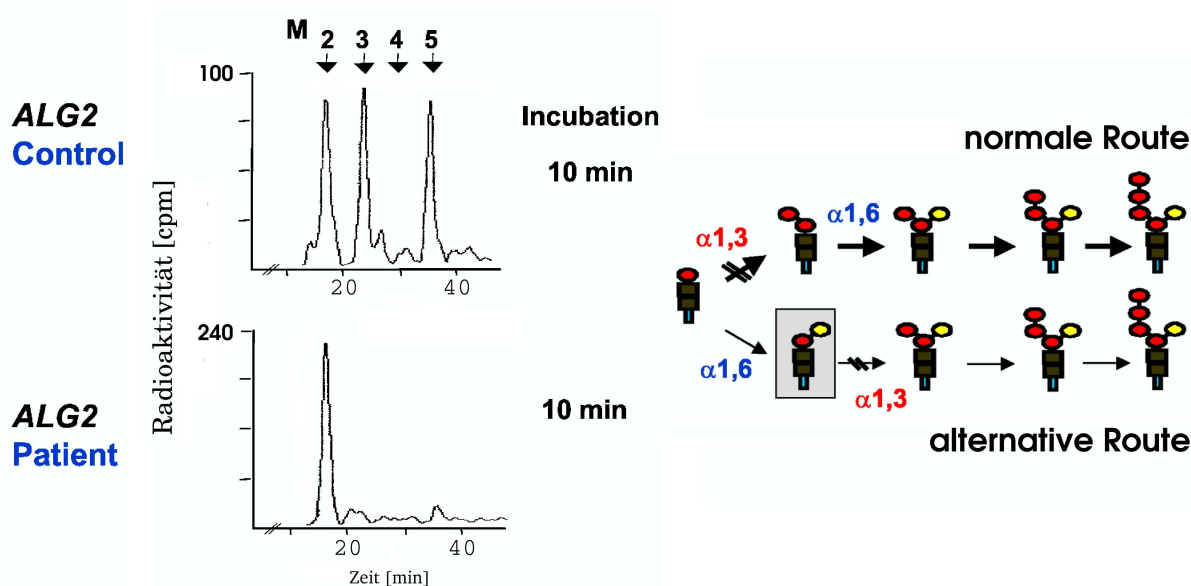 M 2 3 4 5
100
ALG2
Control
Incubation
10 min
20 40
240
ALG2
Patient
10 min
20 40
Radioaktivität [cpm]
Zeit [min]
normale Route
α1,3
α1,6
α1,6
α1,3
alternative Route